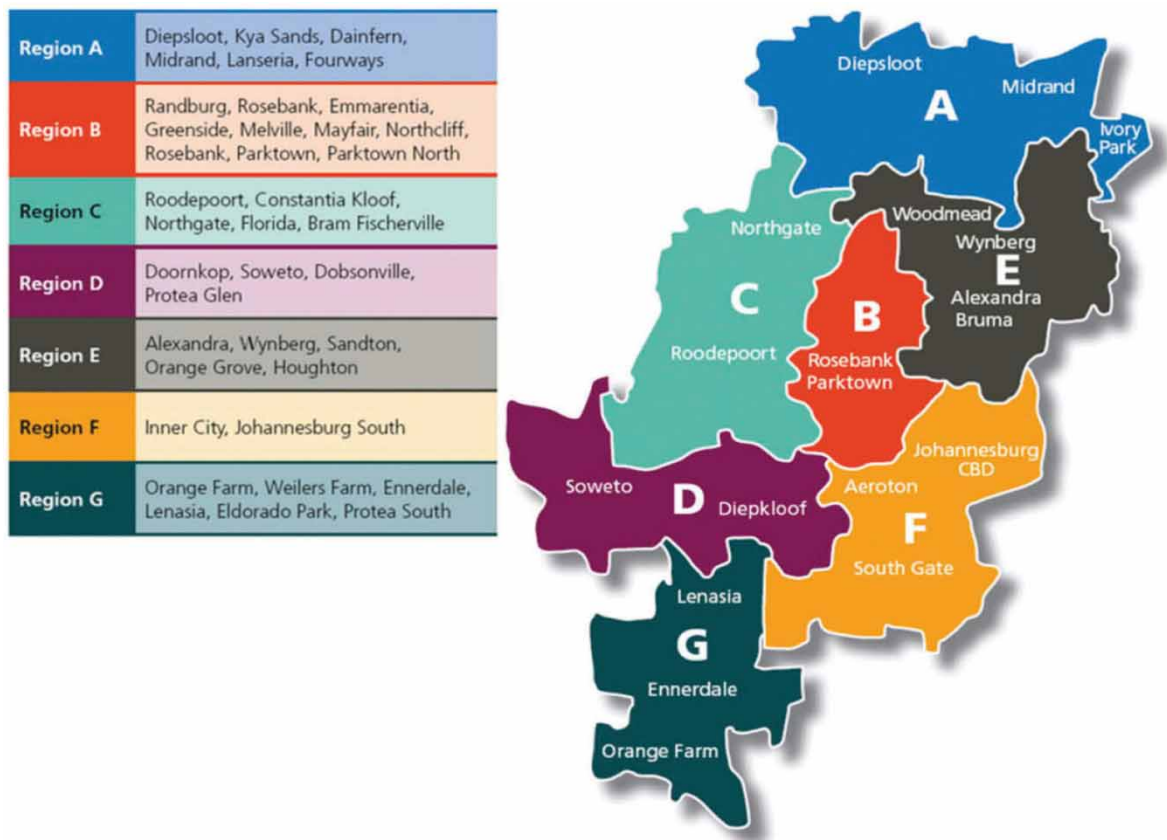 Region A
Diepsloot, Kya Sands, Dainfern,
Midrand, Lanseria, Fourways
Region B
Randburg, Rosebank, Emmarentia,
Greenside, Melville, Mayfair, Northcliff,
Rosebank, Parktown, Parktown North
Region C
Roodepoort, Constantia Kloof,
Northgate, Florida, Bram Fischerville
Region D
Doornkop, Soweto, Dobsonville,
Protea Glen
Region E
Alexandra, Wynberg, Sandton,
Orange Grove, Houghton
Region F
Inner City, Johannesburg South
Region G
Orange Farm, Weilers Farm, Ennerdale,
Lenasia, Eldorado Park, Protea South
Diepsloot
Midrand
A
Ivory
Park
Woodmead
Northgate
Wynberg
E
C
Alexandra
Bruma
B
Roodepoort
Rosebank
Parktown
Johannesburg
CBD
Soweto
Aeroton
D
Diepkloof
F
South Gate
Lenasia
G
Ennerdale
Orange Farm